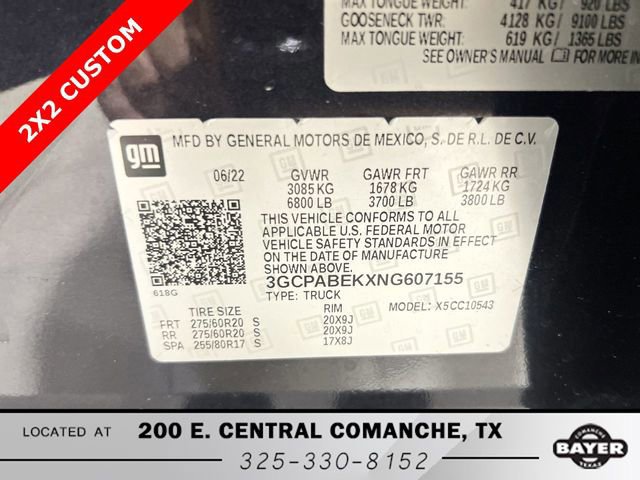 MAX TONGUE WEIGHT: 417 KG/ 920 LBS
GOOSENECK TWR: 4128 KG/ 9100 LBS
MAX TONGUE WEIGHT: 619 KG/ 1365 LBS
SEE OWNER'S MANUAL FOR MORE IN
2X2 CUSTOM
gm
MFD BY GENERAL MOTORS DE MEXICO, S. DE R.L. DE C.V.
06/22 GVWR GAWR FRT GAWR RR
3085 KG 1678 KG 1724 KG
6800 LB 3700 LB 3800 LB
THIS VEHICLE CONFORMS TO ALL
APPLICABLE U.S. FEDERAL MOTOR
VEHICLE SAFETY STANDARDS IN EFFECT
ON THE DATE OF MANUFACTURE
SHOWN ABOVE.
3GCPABEKXNG607155
618G
TYPE: TRUCK MODEL: X5CC10543
TIRE SIZE RIM
FRT 275/60R20 S 20X9J
RR 275/60R20 S 20X9J
SPA 255/80R17 S 17X8J
LOCATED AT 200 E. CENTRAL COMANCHE, TX
325-330-8152
COMANCHE
BAYER
TEXAS